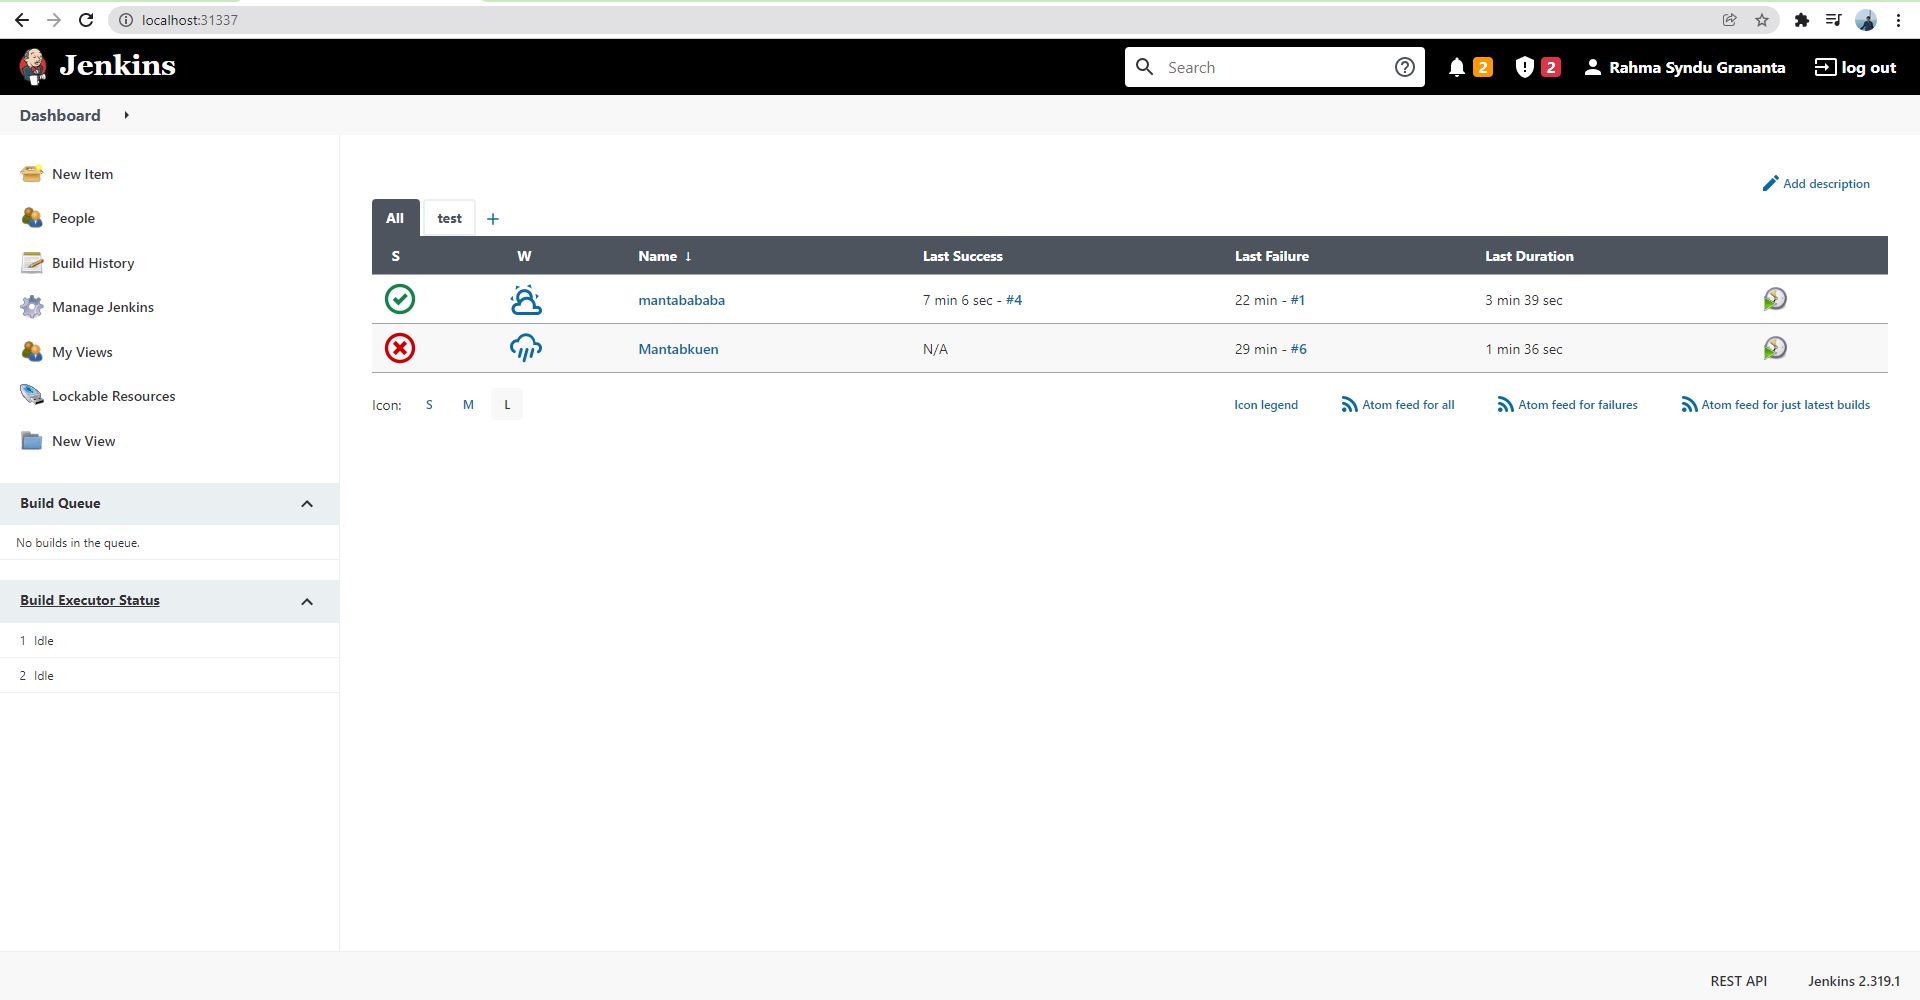 localhost:31337
Jenkins
Search
2
2
Rahma Syndu Grananta
log out
Dashboard
New Item
People
Build History
Manage Jenkins
My Views
Lockable Resources
New View
Build Queue
No builds in the queue.
Build Executor Status
1 Idle
2 Idle
Add description
All test +
S W Name ↓ Last Success Last Failure Last Duration
mantabababa 7 min 6 sec - #4 22 min - #1 3 min 39 sec
Mantabkuen N/A 29 min - #6 1 min 36 sec
Icon: S M L
Icon legend Atom feed for all Atom feed for failures Atom feed for just latest builds
REST API Jenkins 2.319.1